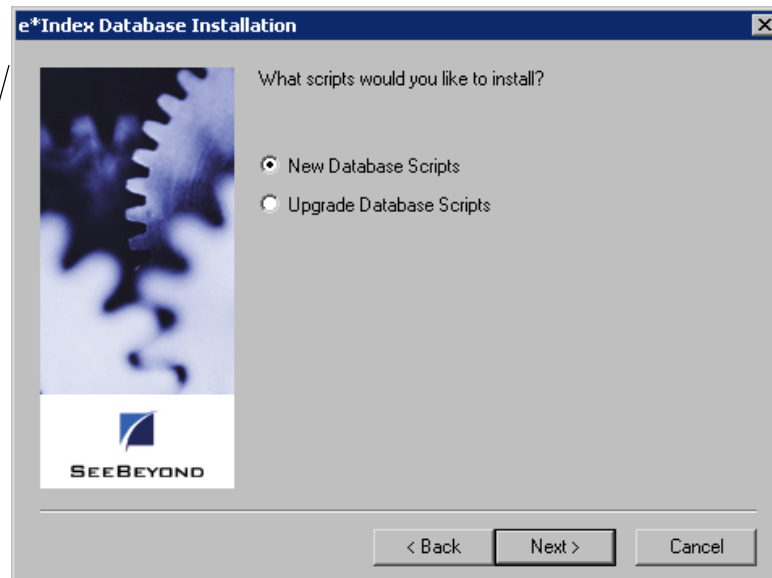 e*Index Database Installation
What scripts would you like to install?
New Database Scripts
Upgrade Database Scripts
SEEBEYOND
< Back
Next >
Cancel